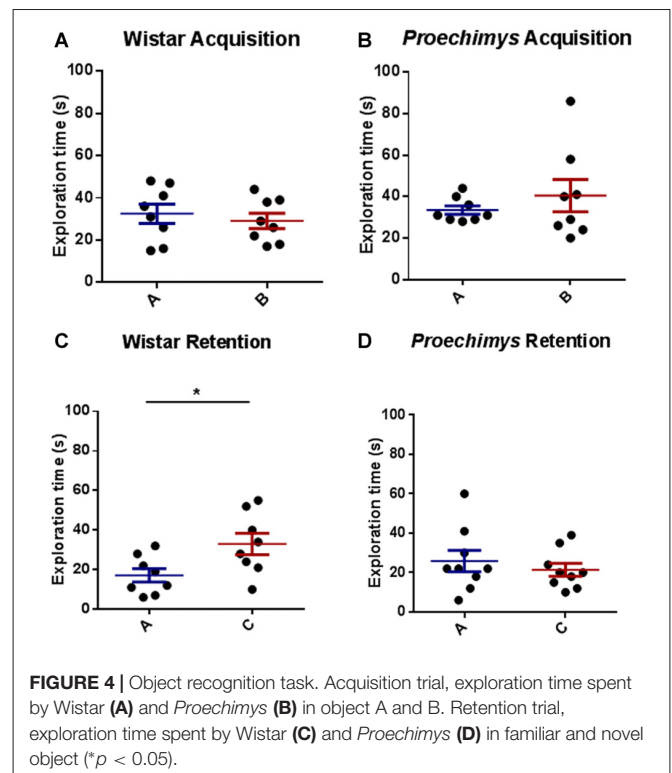 A Wistar Acquisition
Exploration time (s)
100
80
60
40
20
0
A B
B Proechimys Acquisition
Exploration time (s)
100
80
60
40
20
0
A B
C Wistar Retention
*
Exploration time (s)
100
80
60
40
20
0
A C
D Proechimys Retention
Exploration time (s)
100
80
60
40
20
0
A C
FIGURE 4 | Object recognition task. Acquisition trial, exploration time spent
by Wistar (A) and Proechimys (B) in object A and B. Retention trial,
exploration time spent by Wistar (C) and Proechimys (D) in familiar and novel
object (*p < 0.05).